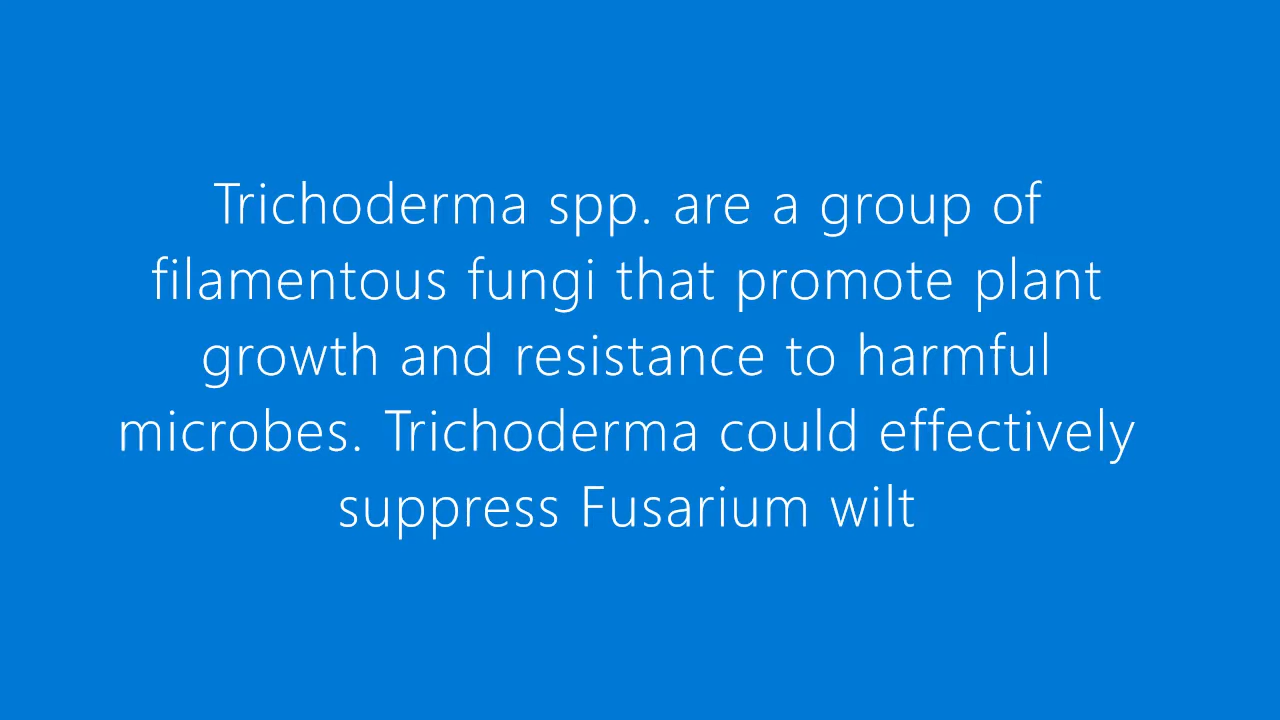 Trichoderma spp. are a group of
filamentous fungi that promote plant
growth and resistance to harmful
microbes. Trichoderma could effectively
suppress Fusarium wilt